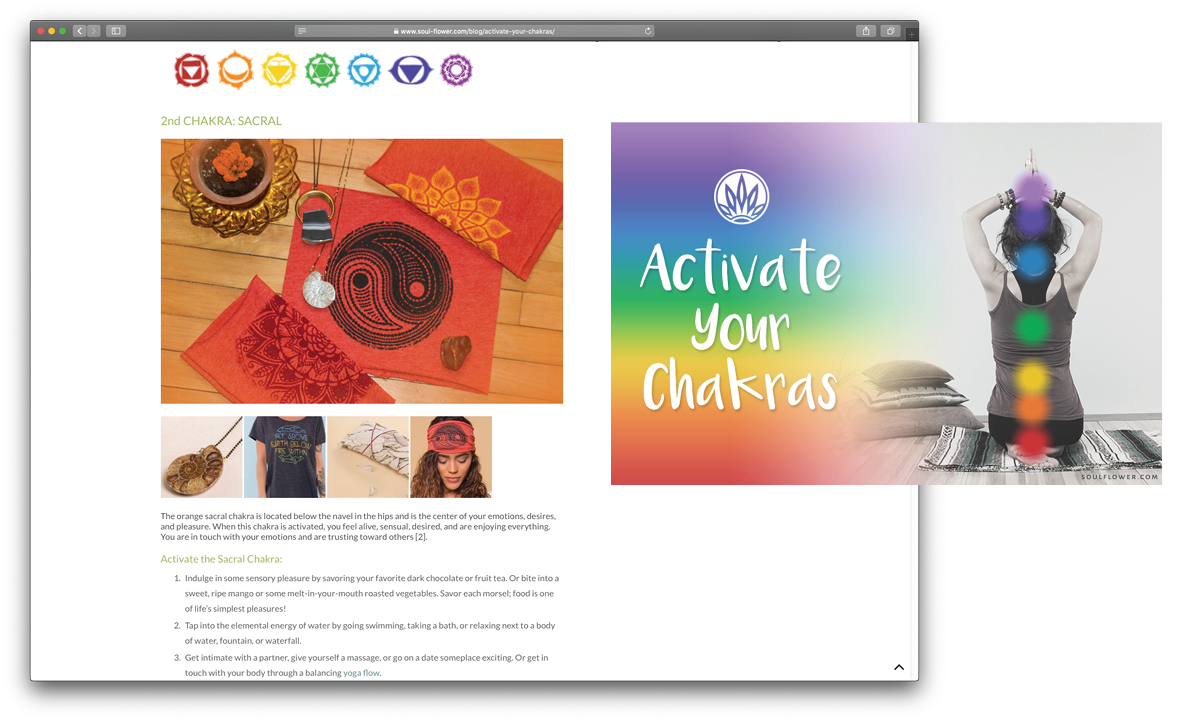 www.soul-flower.com/blog/activate-your-chakras/
2nd CHAKRA: SACRAL
Activate
Your
Chakras
SOULFLOWER.COM
SKY ABOVE
EARTH BELOW
FIRE WITHIN
The orange sacral chakra is located below the navel in the hips and is the center of your emotions, desires,
and pleasure. When this chakra is activated, you feel alive, sensual, desired, and are enjoying everything.
You are in touch with your emotions and are trusting toward others [2].
Activate the Sacral Chakra:
1. Indulge in some sensory pleasure by savoring your favorite dark chocolate or fruit tea. Or bite into a
sweet, ripe mango or some melt-in-your-mouth roasted vegetables. Savor each morsel; food is one
of life's simplest pleasures!
2. Tap into the elemental energy of water by going swimming, taking a bath, or relaxing next to a body
of water, fountain, or waterfall.
3. Get intimate with a partner, give yourself a massage, or go on a date someplace exciting. Or get in
touch with your body through a balancing yoga flow.